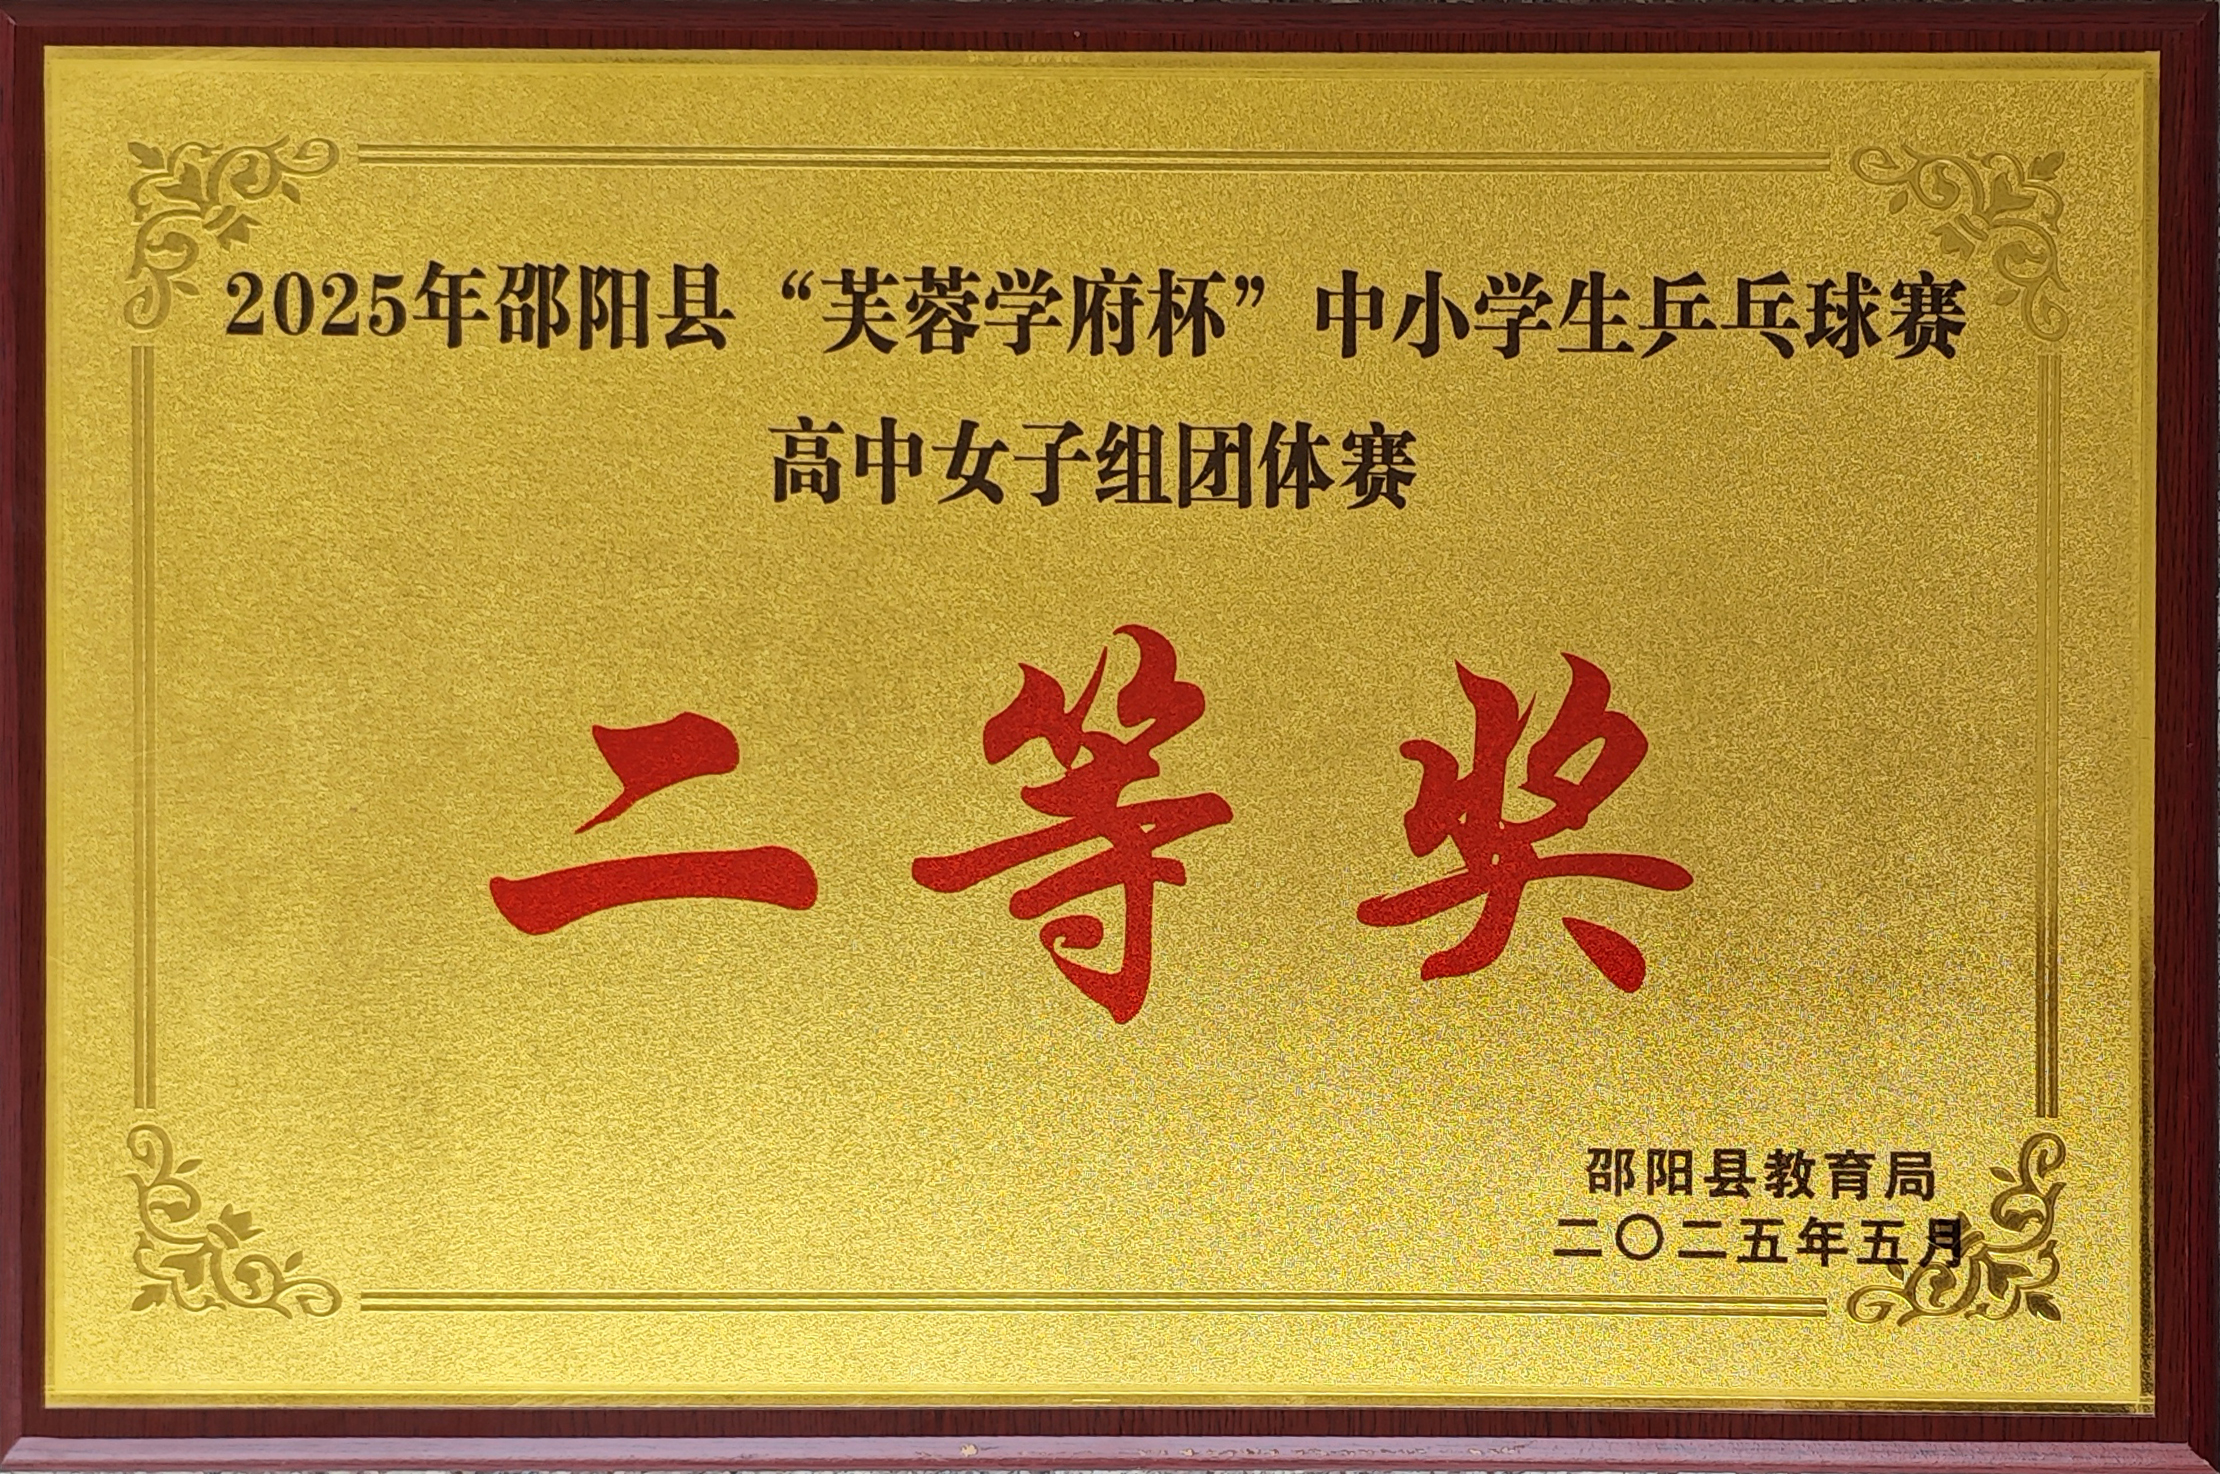 2025年邵阳县“芙蓉学府杯”中小学生乒乓球赛
高中女子组团体赛
二等奖
邵阳县教育局
二〇二五年五月